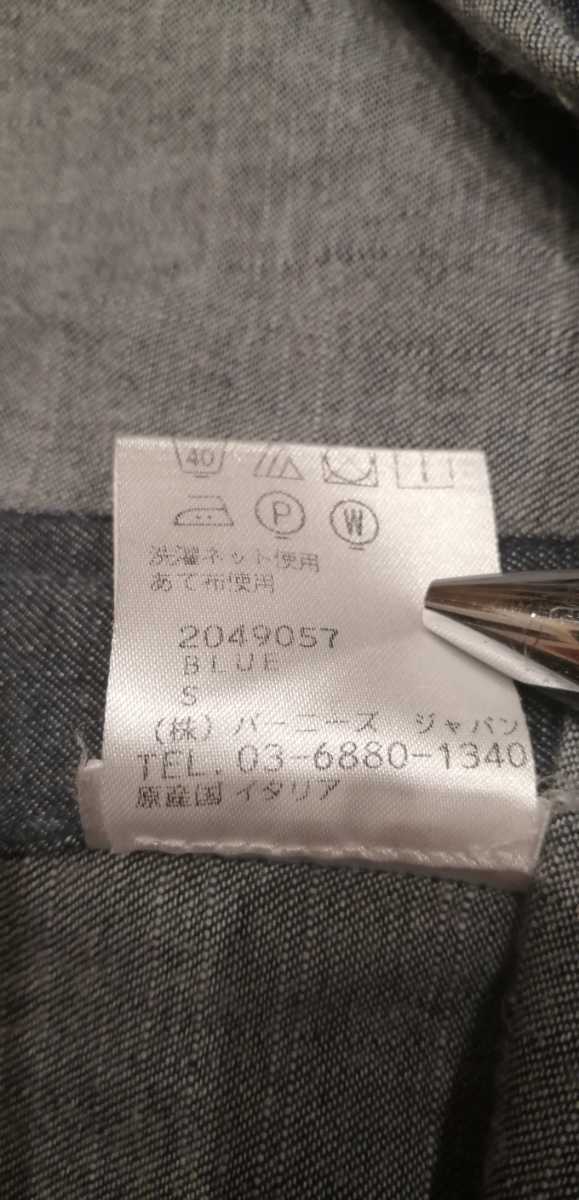 40
P W
洗濯ネット使用
あて布使用
2049057
BLUE
S
(株) バーニーズ ジャパン
TEL. 03-6880-1340
原産国 イタリア